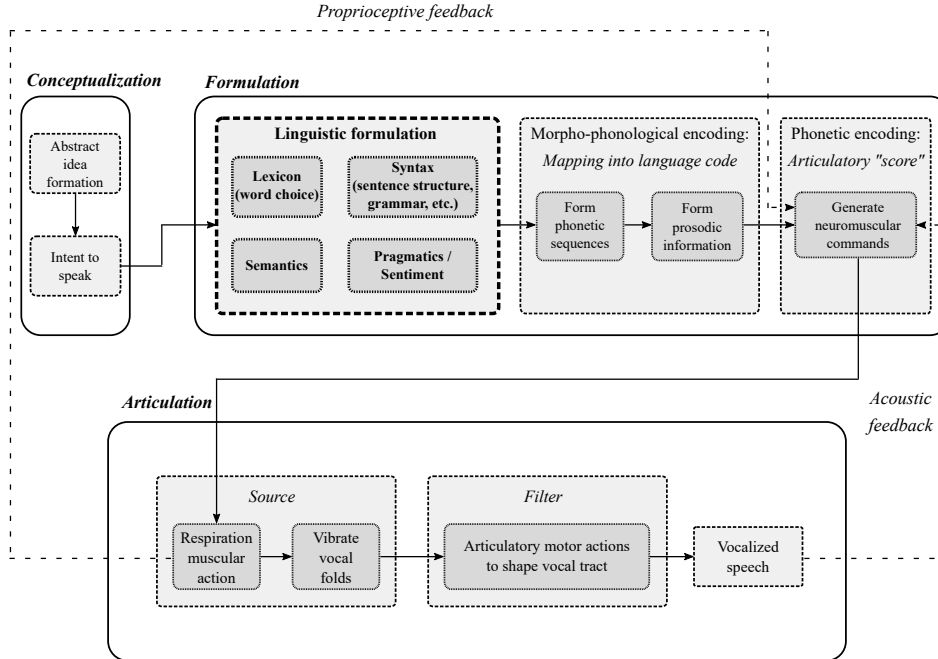 Proprioceptive feedback
Conceptualization
Abstract
idea
formation
Intent to
speak
Formulation
Linguistic formulation
Lexicon
(word choice)
Syntax
(sentence structure,
grammar, etc.)
Semantics
Pragmatics /
Sentiment
Morpho-phonological encoding:
Mapping into language code
Form
phonetic
sequences
Form
prosodic
information
Phonetic encoding:
Articulatory "score"
Generate
neuromuscular
commands
Acoustic
feedback
Articulation
Source
Respiration
muscular
action
Vibrate
vocal
folds
Filter
Articulatory motor actions
to shape vocal tract
Vocalized
speech